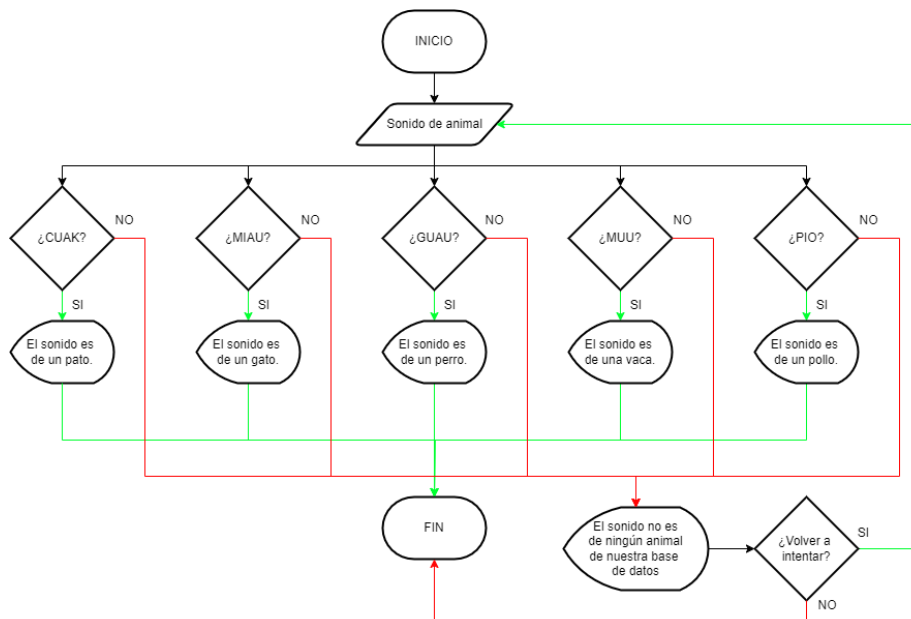 INICIO
Sonido de animal
¿CUAK?
NO
¿MIAU?
NO
¿GUAU?
NO
¿MUU?
NO
¿PIO?
NO
SI
SI
SI
SI
SI
El sonido es
de un pato.
El sonido es
de un gato.
El sonido es
de un perro.
El sonido es
de una vaca.
El sonido es
de un pollo.
FIN
El sonido no es
de ningún animal
de nuestra base
de datos
¿Volver a
intentar?
SI
NO